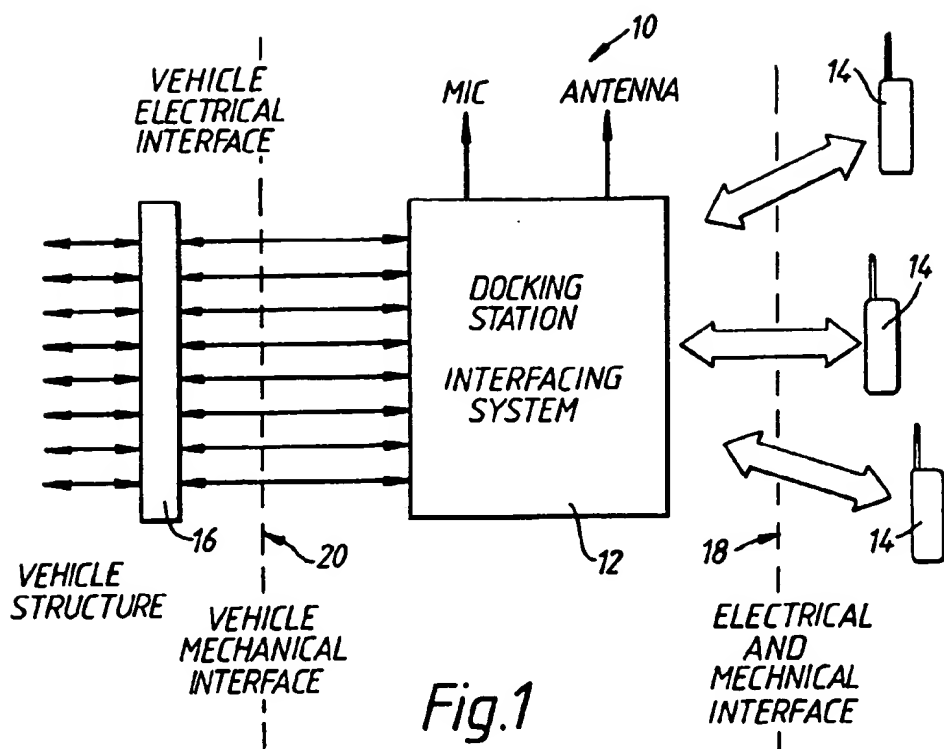 10
VEHICLE
ELECTRICAL
INTERFACE
MIC
ANTENNA
14
DOCKING
STATION
INTERFACING
SYSTEM
14
14
16
20
12
18
VEHICLE
STRUCTURE
VEHICLE
MECHANICAL
INTERFACE
ELECTRICAL
AND
MECHNICAL
INTERFACE
Fig.1